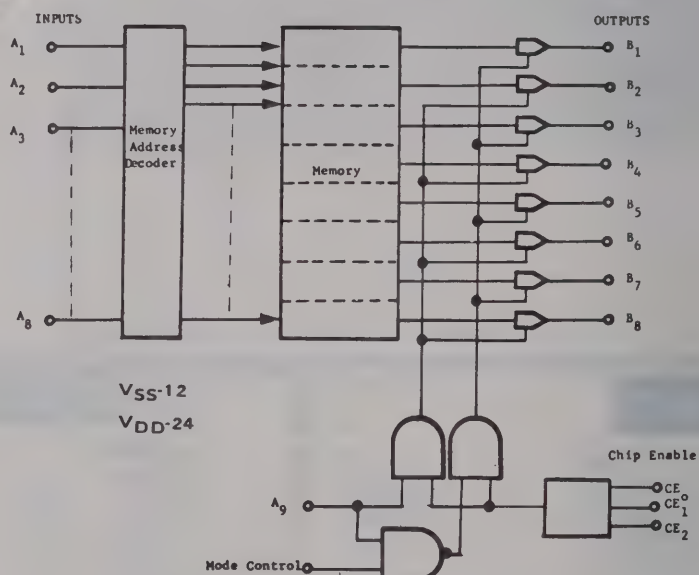 INPUTS
OUTPUTS
A1
A2
A3
A8
Memory
Address
Decoder
Memory
B1
B2
B3
B4
B5
B6
B7
B8
VSS-12
VDD-24
Chip Enable
CEo
CE1
CE2
A9
Mode Control